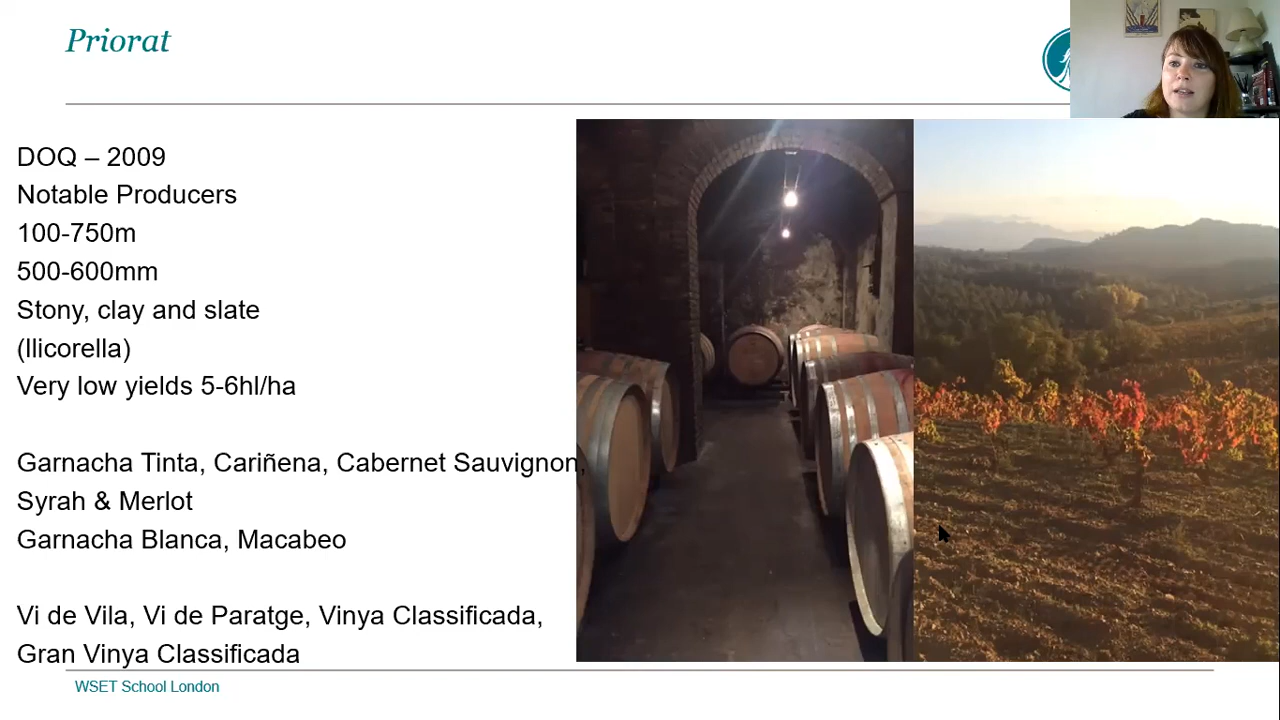 Priorat
DOQ – 2009
Notable Producers
100-750m
500-600mm
Stony, clay and slate
(llicorella)
Very low yields 5-6hl/ha
Garnacha Tinta, Cariñena, Cabernet Sauvignon,
Syrah & Merlot
Garnacha Blanca, Macabeo
Vi de Vila, Vi de Paratge, Vinya Classificada,
Gran Vinya Classificada
WSET School London